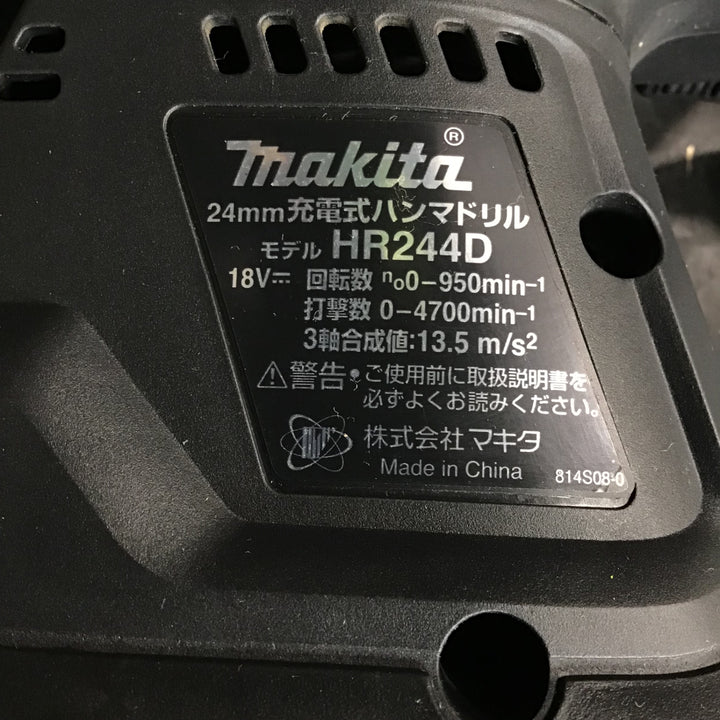 makita®
24mm充電式ハンマドリル
モデル HR244D
18V⎓ 回転数 n₀0−950min⁻¹
打撃数 0−4700min⁻¹
3軸合成値:13.5 m/s²
⚠警告・ご使用前に取扱説明書を
必ずよくお読みください。
株式会社マキタ
Made in China 814S08-0